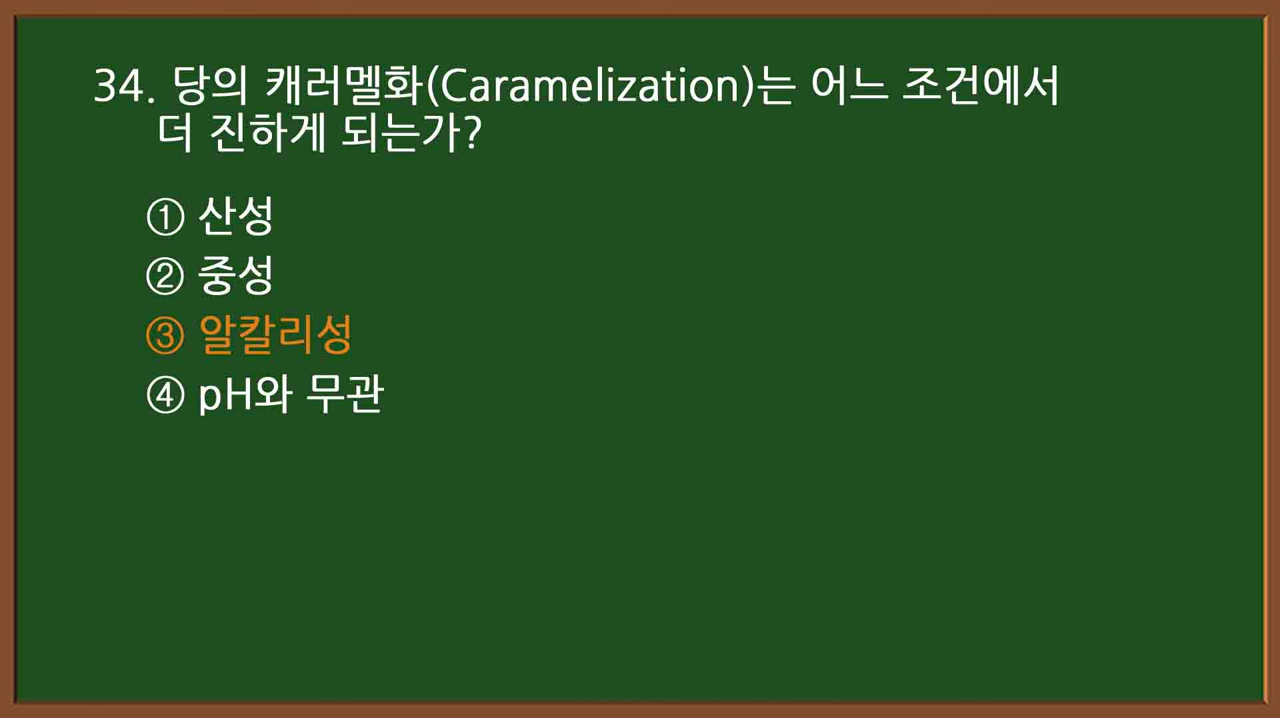 34. 당의 캐러멜화(Caramelization)는 어느 조건에서
더 진하게 되는가?
① 산성
② 중성
③ 알칼리성
④ pH와 무관